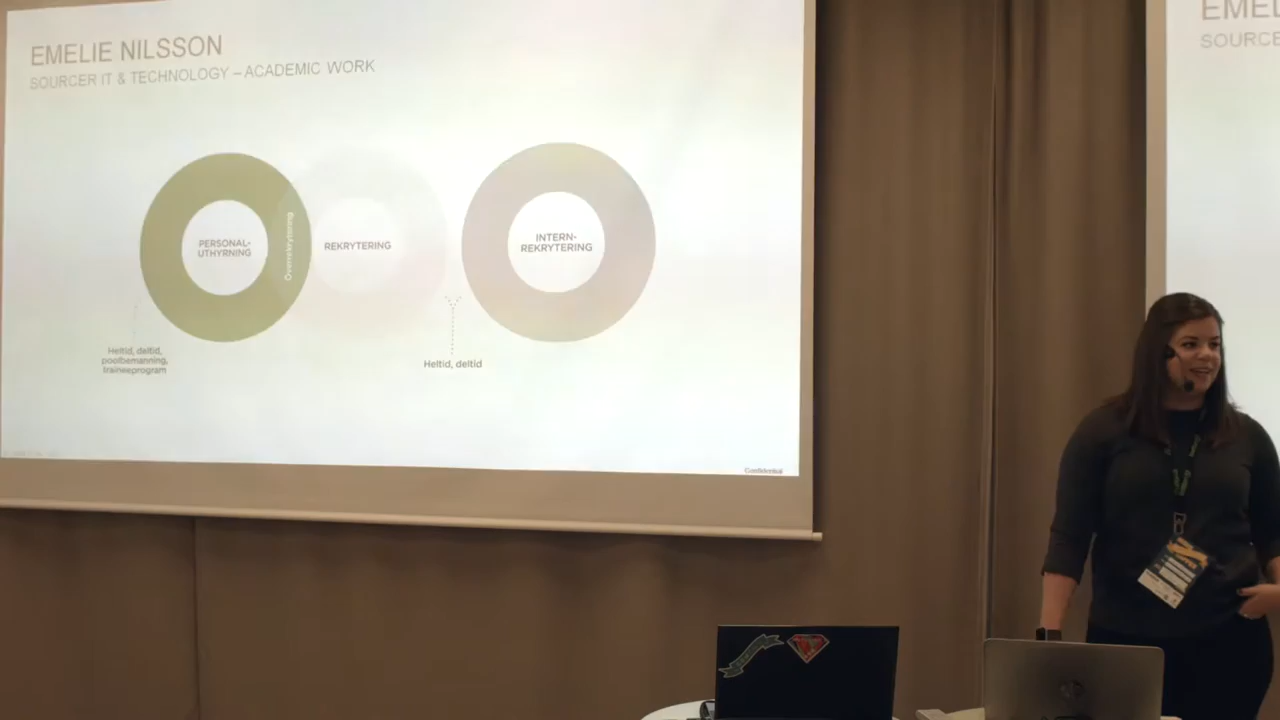 EMELIE NILSSON
SOURCER IT & TECHNOLOGY – ACADEMIC WORK
PERSONAL-
UTHYRNING
Överrekrytering
REKRYTERING
INTERN-
REKRYTERING
Heltid, deltid,
poolbemanning,
traineeprogram
Heltid, deltid
Confidential
EMEL
SOURCE